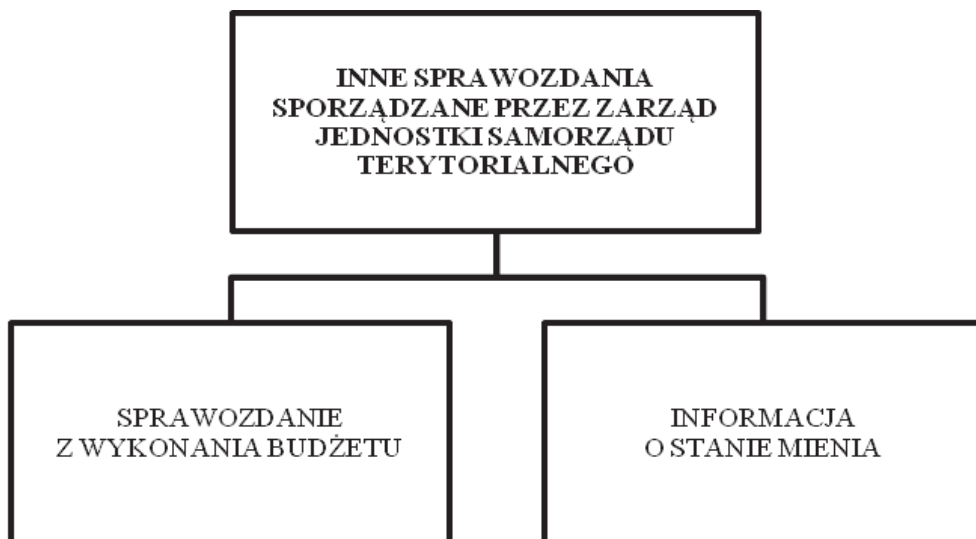 INNE SPRAWOZDANIA
SPORZĄDZANE PRZEZ ZARZĄD
JEDNOSTKI SAMORZĄDU
TERYTORIALNEGO
SPRAWOZDANIE
Z WYKONANIA BUDŻETU
INFORMACJA
O STANIE MIENIA